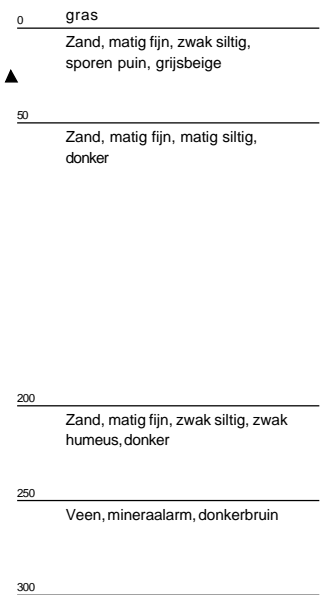 0 gras
Zand, matig fijn, zwak siltig,
sporen puin, grijsbeige
50
Zand, matig fijn, matig siltig,
donker
200
Zand, matig fijn, zwak siltig, zwak
humeus, donker
250
Veen, mineraalarm, donkerbruin
300